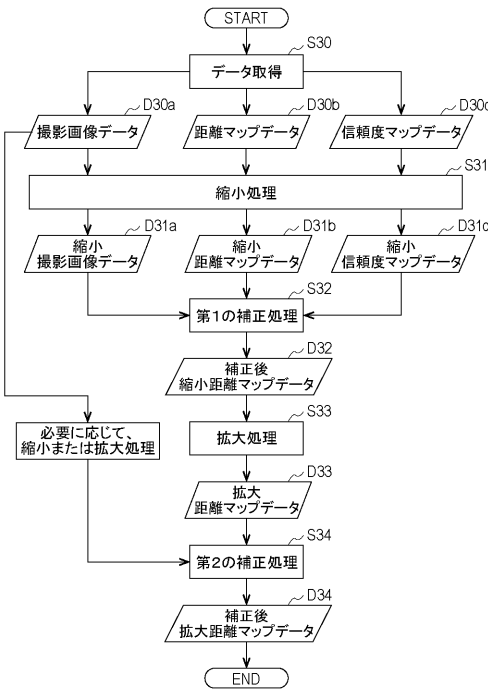 START
S30
データ取得
D30a
D30b
D30c
撮影画像データ
距離マップデータ
信頼度マップデータ
S31
縮小処理
D31a
D31b
D31c
縮小
撮影画像データ
縮小
距離マップデータ
縮小
信頼度マップデータ
S32
第1の補正処理
D32
補正後
縮小距離マップデータ
S33
必要に応じて、
縮小または拡大処理
拡大処理
D33
拡大
距離マップデータ
S34
第2の補正処理
D34
補正後
拡大距離マップデータ
END